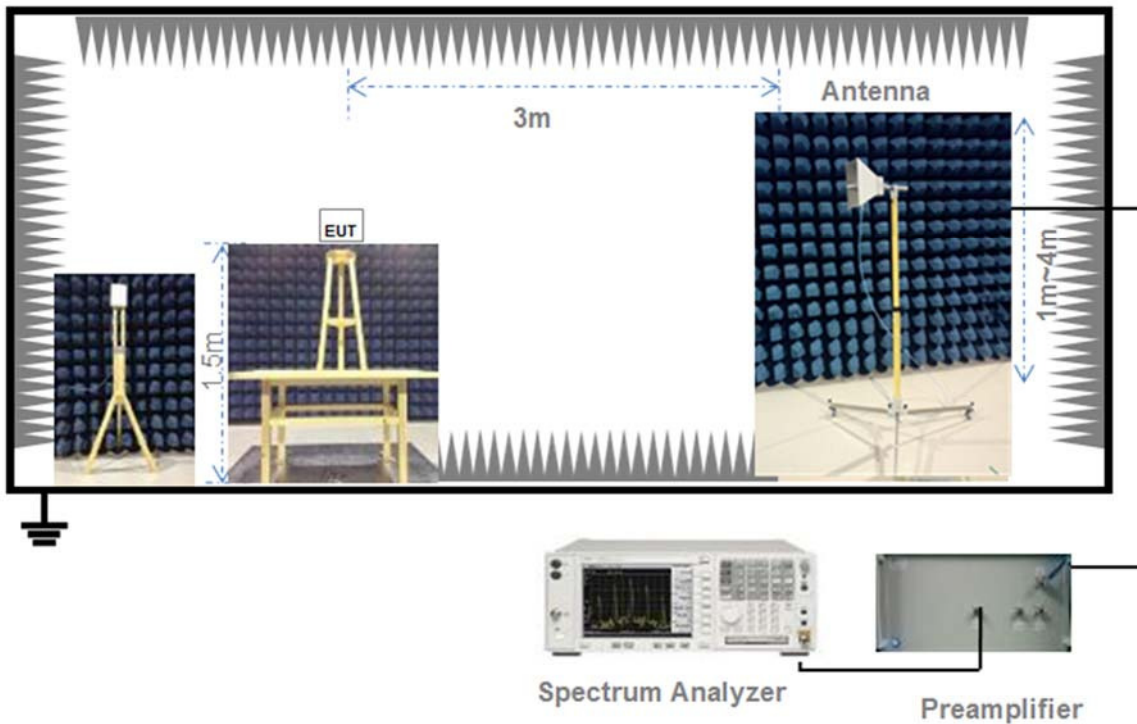 Antenna
3m
EUT
1.5m
1m~4m
Spectrum Analyzer
Preamplifier